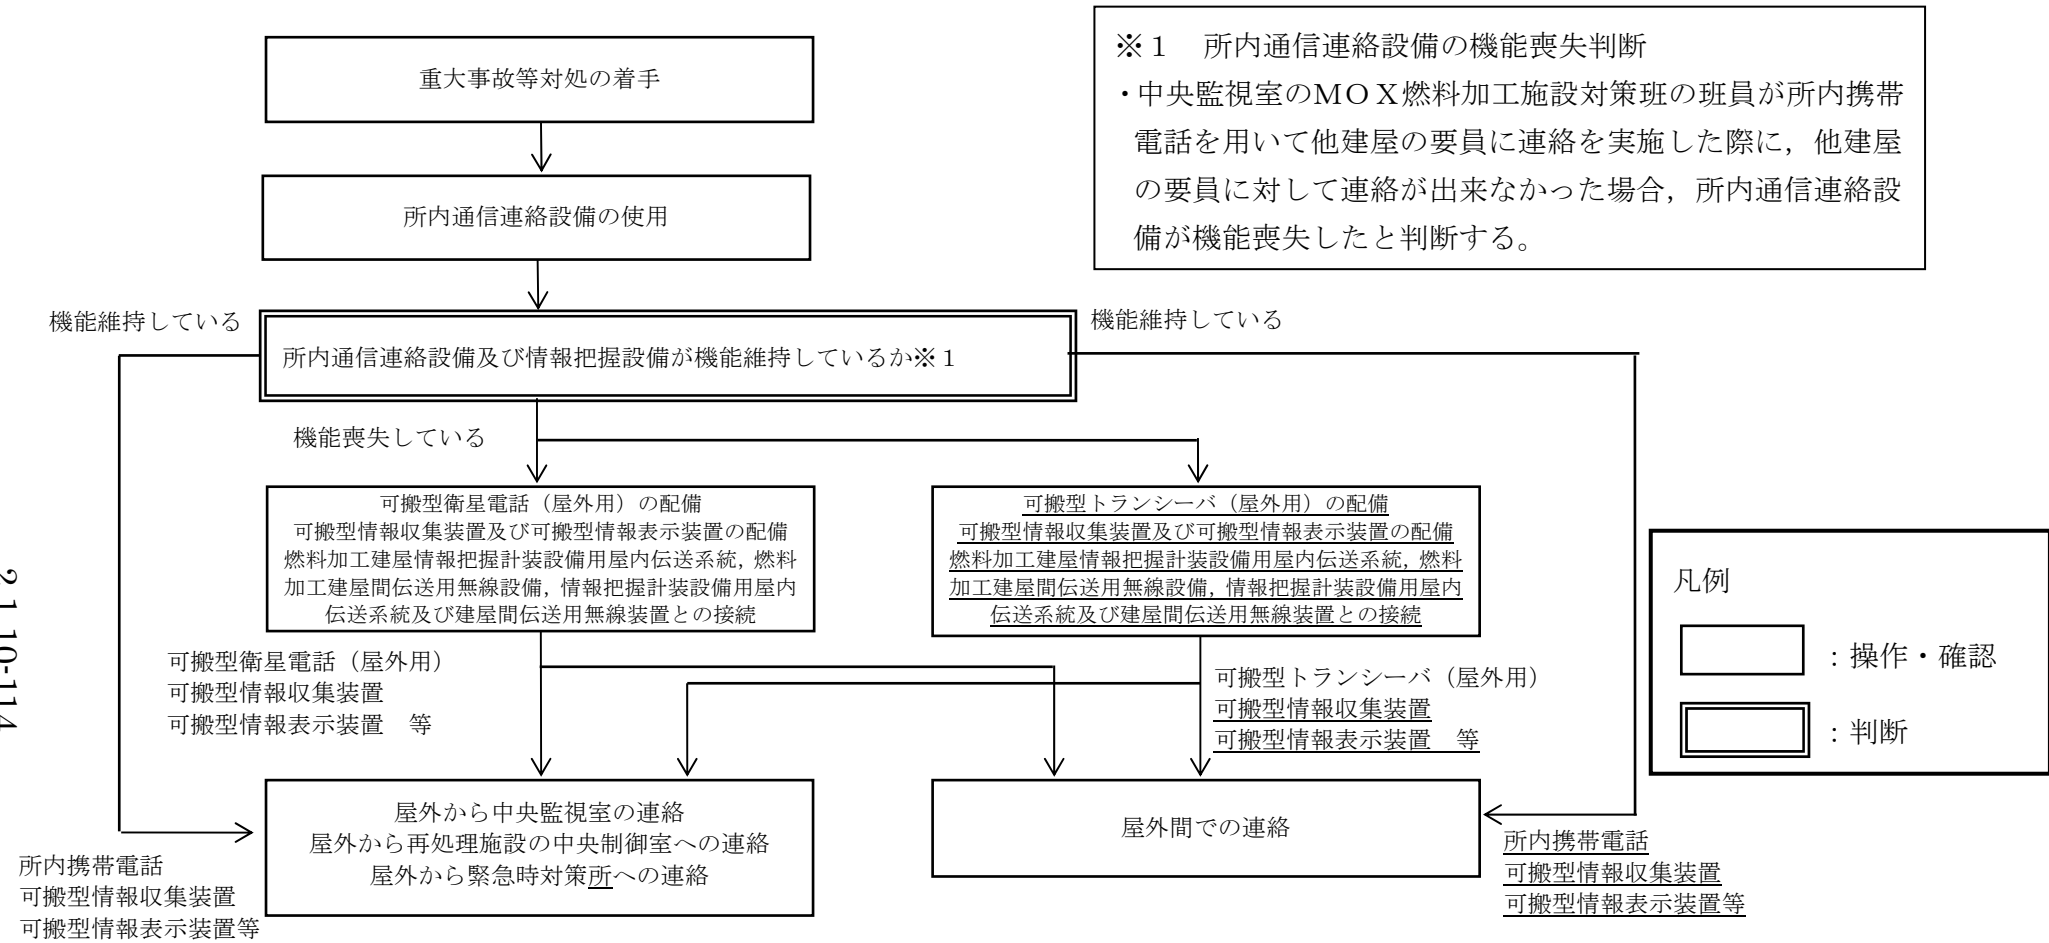 重大事故等対処の着手
所内通信連絡設備の使用
※１　所内通信連絡設備の機能喪失判断
・中央監視室のＭＯＸ燃料加工施設対策班の班員が所内携帯
電話を用いて他建屋の要員に連絡を実施した際に，他建屋
の要員に対して連絡が出来なかった場合，所内通信連絡設
備が機能喪失したと判断する。
機能維持している
所内通信連絡設備及び情報把握設備が機能維持しているか※１
機能維持している
機能喪失している
可搬型衛星電話（屋外用）の配備
可搬型情報収集装置及び可搬型情報表示装置の配備
燃料加工建屋情報把握計装設備用屋内伝送系統，燃料
加工建屋間伝送用無線設備，情報把握計装設備用屋内
伝送系統及び建屋間伝送用無線装置との接続
可搬型トランシーバ（屋外用）の配備
可搬型情報収集装置及び可搬型情報表示装置の配備
燃料加工建屋情報把握計装設備用屋内伝送系統，燃料
加工建屋間伝送用無線設備，情報把握計装設備用屋内
伝送系統及び建屋間伝送用無線装置との接続
凡例
：操作・確認
：判断
可搬型衛星電話（屋外用）
可搬型情報収集装置
可搬型情報表示装置　等
可搬型トランシーバ（屋外用）
可搬型情報収集装置
可搬型情報表示装置　等
屋外から中央監視室の連絡
屋外から再処理施設の中央制御室への連絡
屋外から緊急時対策所への連絡
屋外間での連絡
所内携帯電話
可搬型情報収集装置
可搬型情報表示装置等
所内携帯電話
可搬型情報収集装置
可搬型情報表示装置等
2.1.10-114